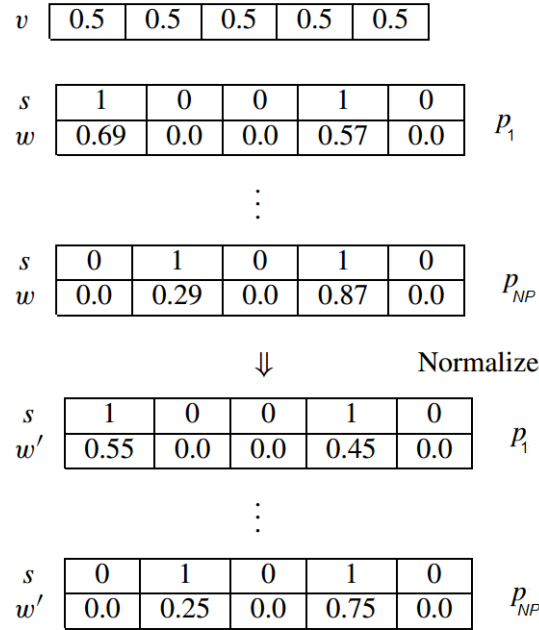 v 0.5 0.5 0.5 0.5 0.5
s 1 0 0 1 0
w 0.69 0.0 0.0 0.57 0.0 p₁
⋮
s 0 1 0 1 0
w 0.0 0.29 0.0 0.87 0.0 p_NP
⇓ Normalize
s 1 0 0 1 0
w′ 0.55 0.0 0.0 0.45 0.0 p₁
⋮
s 0 1 0 1 0
w′ 0.0 0.25 0.0 0.75 0.0 p_NP